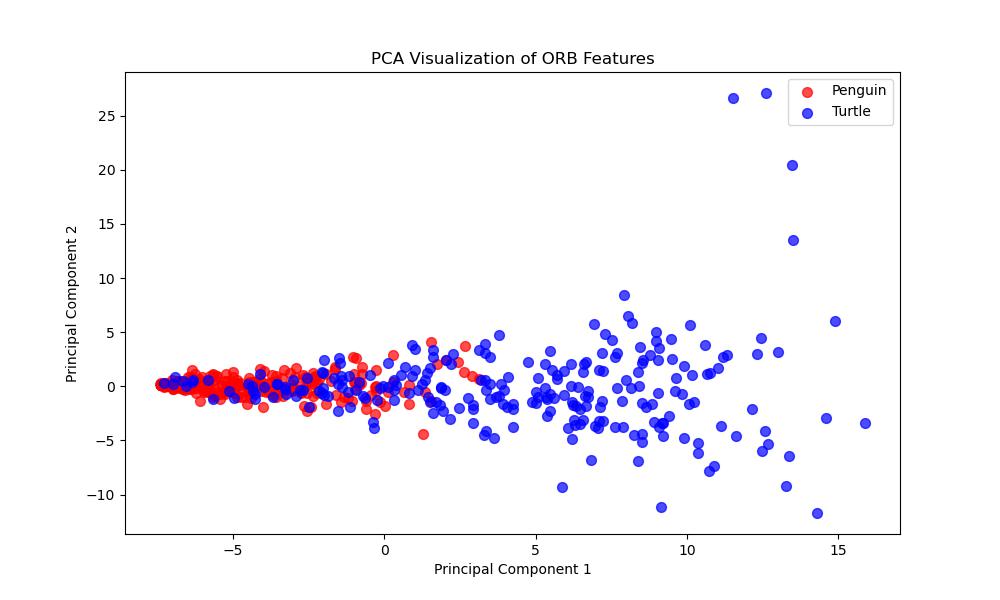 PCA Visualization of ORB Features
Penguin
Turtle
25
20
15
10
5
0
−5
−10
Principal Component 2
−5
0
5
10
15
Principal Component 1